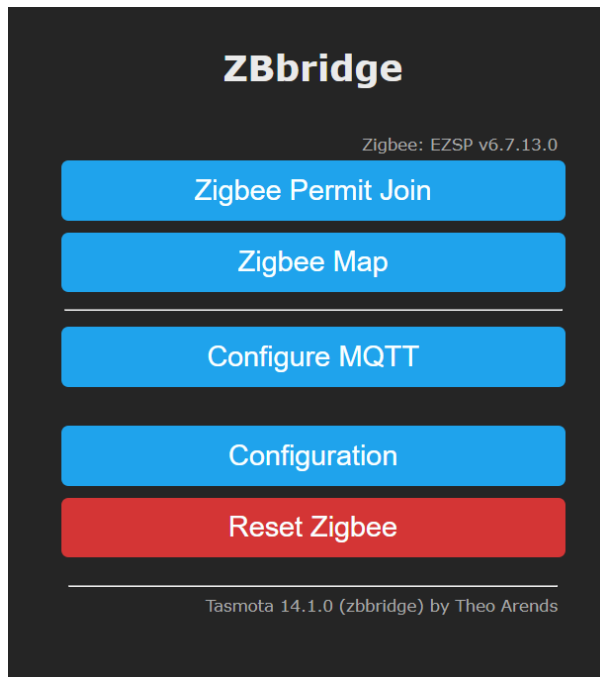 ZBbridge
Zigbee: EZSP v6.7.13.0
Zigbee Permit Join
Zigbee Map
Configure MQTT
Configuration
Reset Zigbee
Tasmota 14.1.0 (zbbridge) by Theo Arends